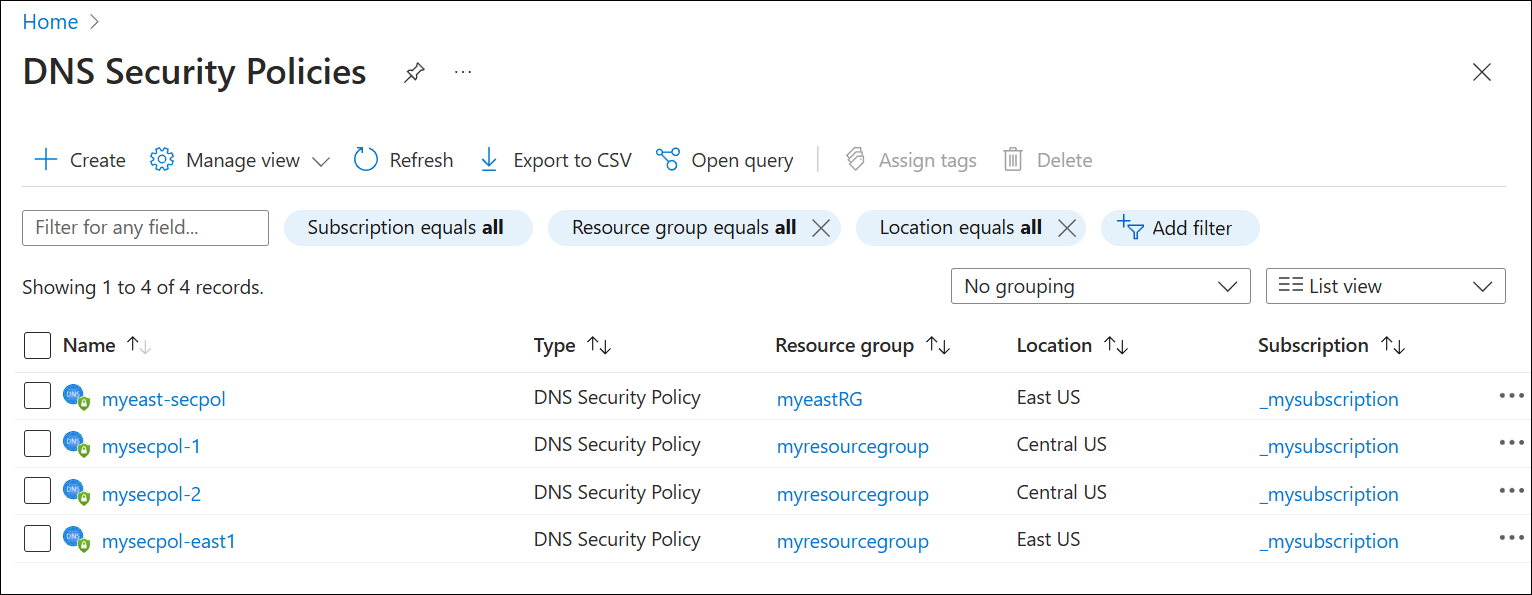 Home
DNS Security Policies
Create Manage view Refresh Export to CSV Open query Assign tags Delete
Filter for any field... Subscription equals all Resource group equals all Location equals all Add filter
Showing 1 to 4 of 4 records. No grouping List view
Name Type Resource group Location Subscription
DNS myeast-secpol DNS Security Policy myeastRG East US _mysubscription
DNS mysecpol-1 DNS Security Policy myresourcegroup Central US _mysubscription
DNS mysecpol-2 DNS Security Policy myresourcegroup Central US _mysubscription
DNS mysecpol-east1 DNS Security Policy myresourcegroup East US _mysubscription